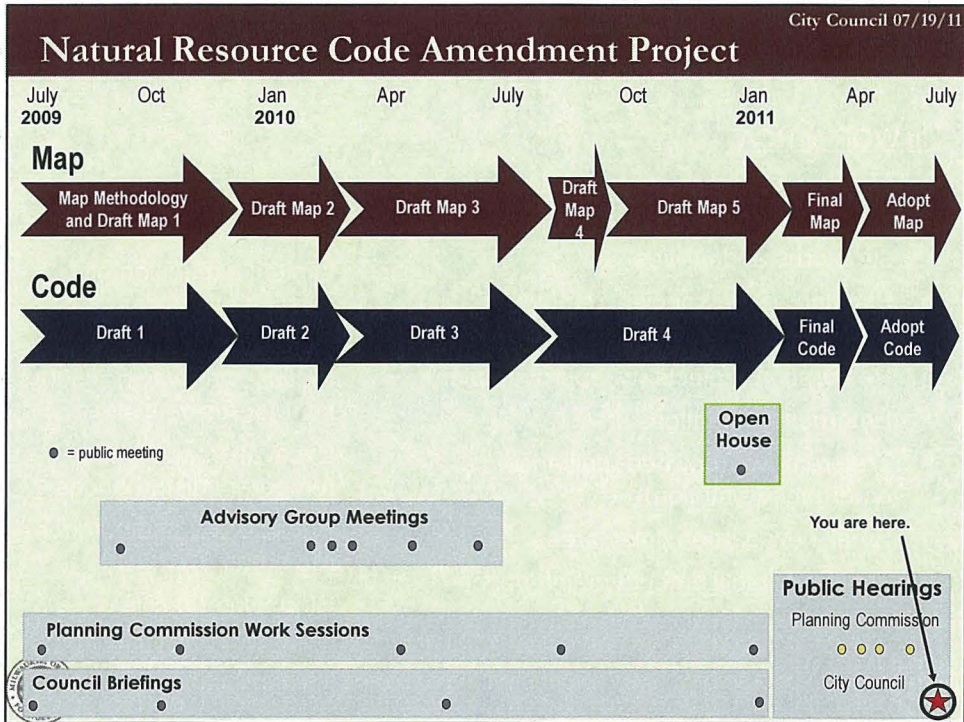 City Council 07/19/11
Natural Resource Code Amendment Project
July Oct Jan Apr July Oct Jan Apr July
2009 2010 2011
Map
Map Methodology
and Draft Map 1
Draft Map 2
Draft Map 3
Draft
Map
4
Draft Map 5
Final
Map
Adopt
Map
Code
Draft 1
Draft 2
Draft 3
Draft 4
Final
Code
Adopt
Code
Open
House
= public meeting
Advisory Group Meetings
You are here.
Public Hearings
Planning Commission
City Council
Planning Commission Work Sessions
Council Briefings